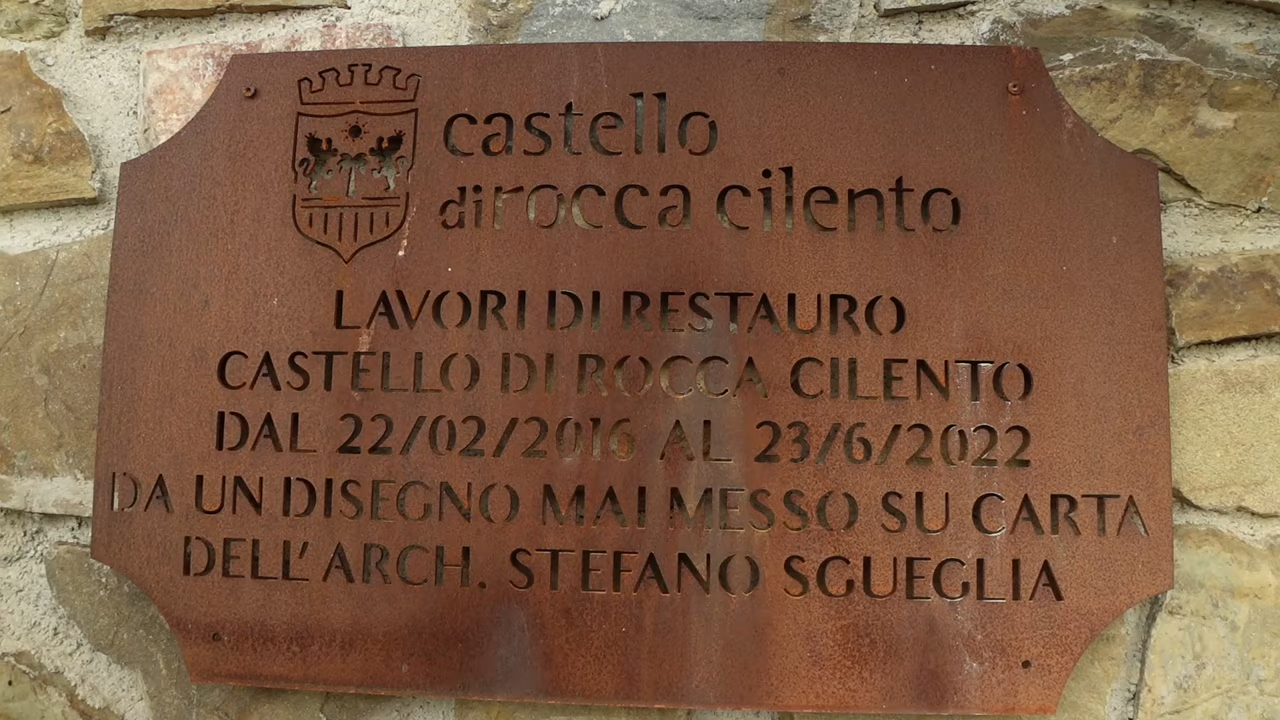 castello
di rocca cilento
LAVORI DI RESTAURO
CASTELLO DI ROCCA CILENTO
DAL 22/02/2016 AL 23/6/2022
DA UN DISEGNO MAI MESSO SU CARTA
DELL'ARCH. STEFANO SGUEGLIA